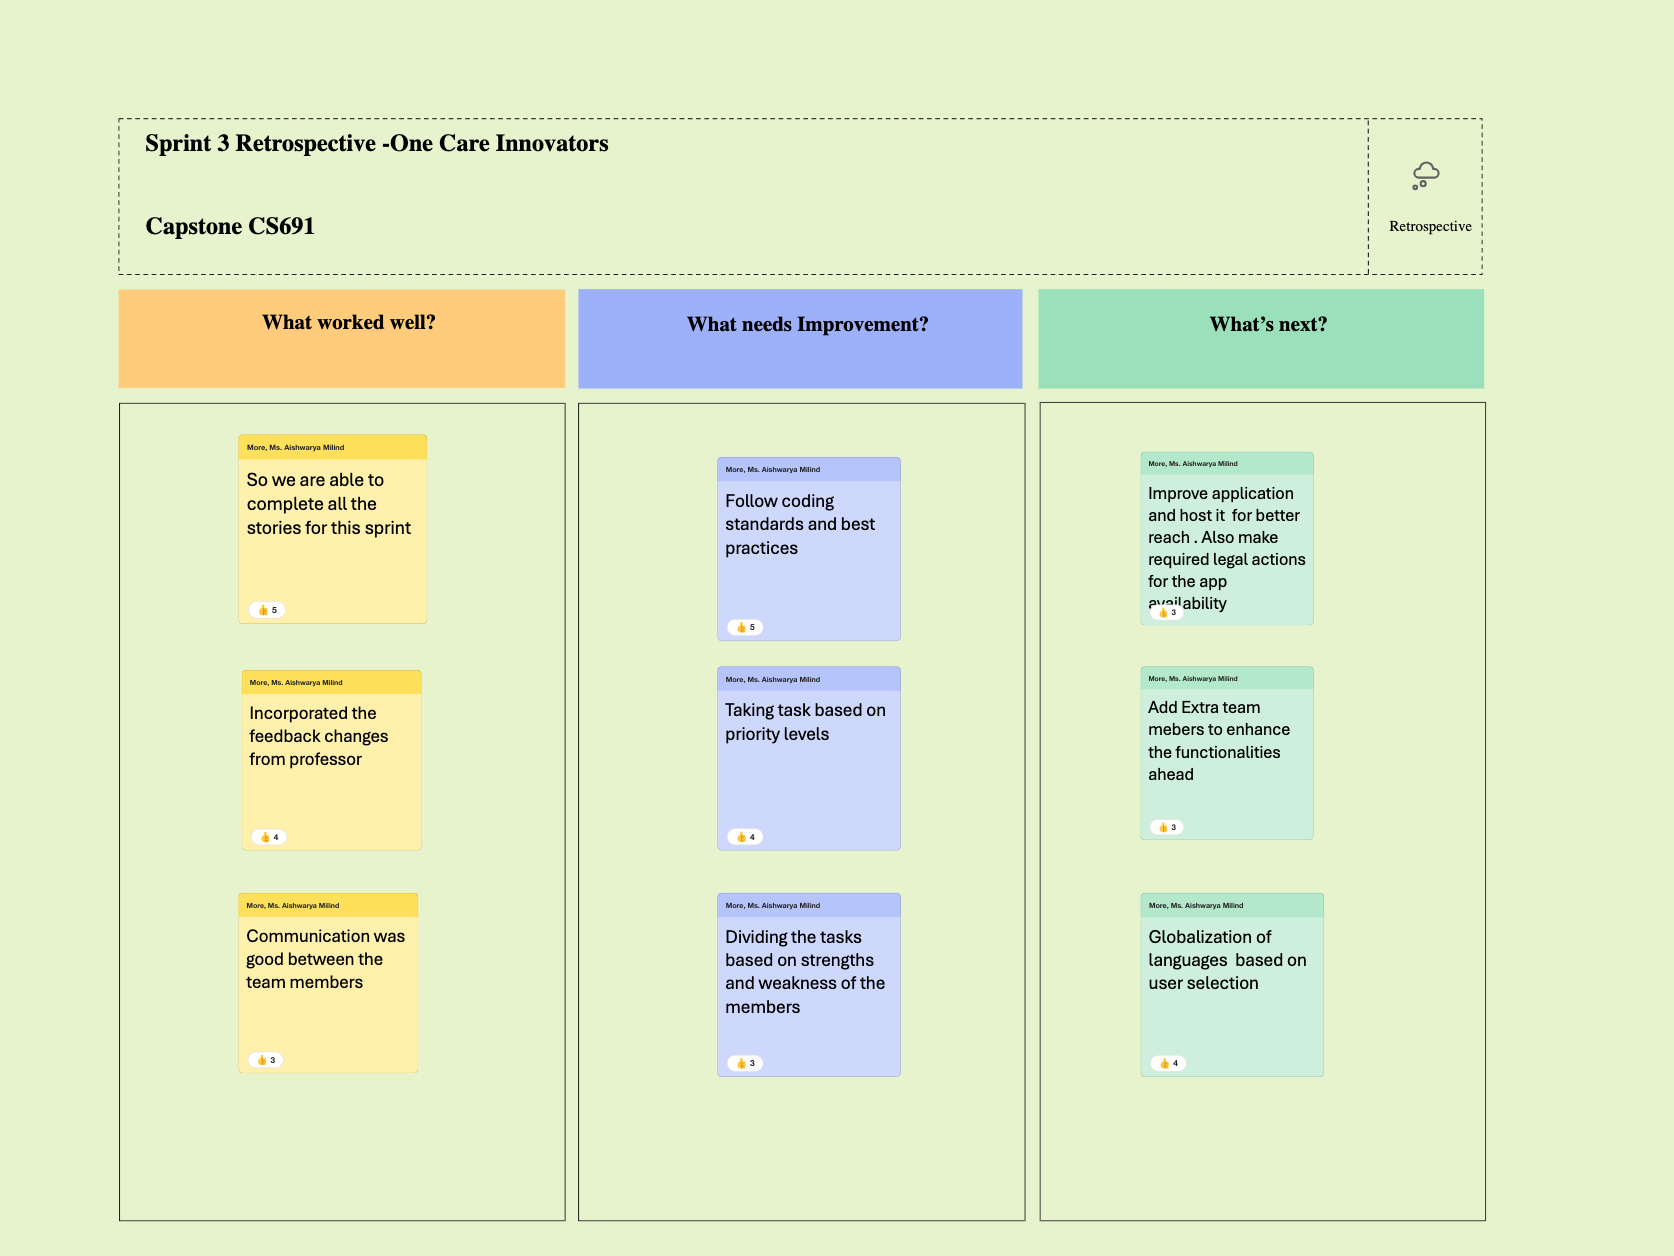 Sprint 3 Retrospective -One Care Innovators
Capstone CS691
Retrospective
What worked well?
More, Ms. Aishwarya Milind
So we are able to
complete all the
stories for this sprint
👍 5
More, Ms. Aishwarya Milind
Incorporated the
feedback changes
from professor
👍 4
More, Ms. Aishwarya Milind
Communication was
good between the
team members
👍 3
What needs Improvement?
More, Ms. Aishwarya Milind
Follow coding
standards and best
practices
👍 5
More, Ms. Aishwarya Milind
Taking task based on
priority levels
👍 4
More, Ms. Aishwarya Milind
Dividing the tasks
based on strengths
and weakness of the
members
👍 3
What’s next?
More, Ms. Aishwarya Milind
Improve application
and host it  for better
reach . Also make
required legal actions
for the app
availability
👍 3
More, Ms. Aishwarya Milind
Add Extra team
mebers to enhance
the functionalities
ahead
👍 3
More, Ms. Aishwarya Milind
Globalization of
languages  based on
user selection
👍 4